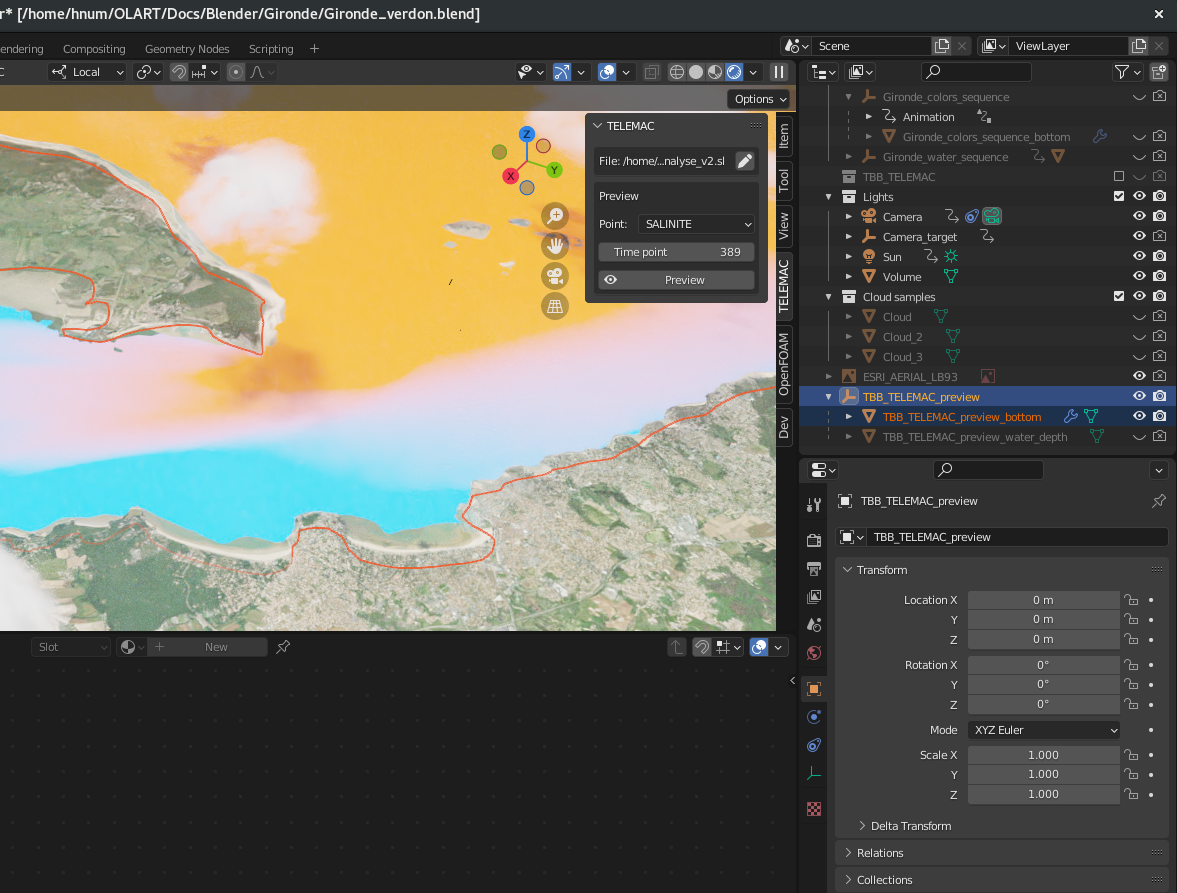 r* [/home/hnum/OLART/Docs/Blender/Gironde/Gironde_verdon.blend]
endering Compositing Geometry Nodes Scripting +
Scene ViewLayer
Local
Options
TELEMAC
File: /home/...nalyse_v2.sl
Preview
Point: SALINITE
Time point 389
Preview
Z
Y
X
Item
Tool
View
TELEMAC
OpenFOAM
Dev
Gironde_colors_sequence
Animation
Gironde_colors_sequence_bottom
Gironde_water_sequence
TBB_TELEMAC
Lights
Camera
Camera_target
Sun
Volume
Cloud samples
Cloud
Cloud_2
Cloud_3
ESRI_AERIAL_LB93
TBB_TELEMAC_preview
TBB_TELEMAC_preview_bottom
TBB_TELEMAC_preview_water_depth
Slot New
TBB_TELEMAC_preview
TBB_TELEMAC_preview
Transform
Location X 0 m
Y 0 m
Z 0 m
Rotation X 0°
Y 0°
Z 0°
Mode XYZ Euler
Scale X 1.000
Y 1.000
Z 1.000
Delta Transform
Relations
Collections